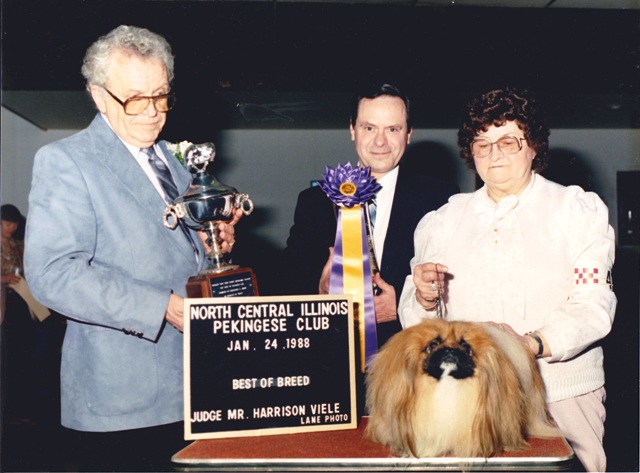 NORTH CENTRAL ILLINOIS
PEKINGESE CLUB
JAN. 24, 1988
BEST OF BREED
JUDGE MR. HARRISON VIELE
LANE PHOTO